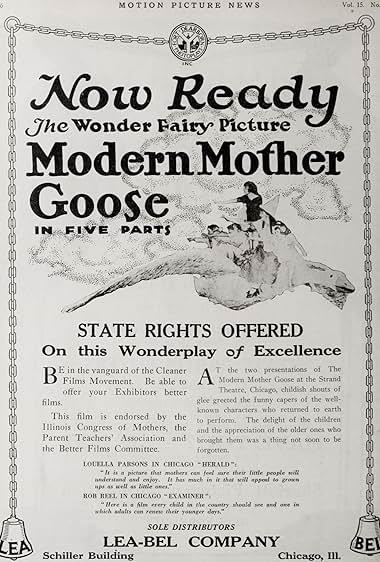 MOTION PICTURE NEWS
Vol. 15. No.
FORT DEARBORN
PHOTOPLAYS
INC
Now Ready
The Wonder Fairy Picture
Modern Mother
Goose
IN FIVE PARTS
STATE RIGHTS OFFERED
On this Wonderplay of Excellence
BE in the vanguard of the Cleaner
Films Movement. Be able to
offer your Exhibitors better
films.
This film is endorsed by the
Illinois Congress of Mothers, the
Parent Teachers' Association and
the Better Films Committee.
AT the two presentations of The
Modern Mother Goose at the Strand
Theatre, Chicago, childish shouts of
glee greeted the funny capers of the well-
known characters who returned to earth
to perform. The delight of the children
and the appreciation of the older ones who
brought them was a thing not soon to be
forgotten.
LOUELLA PARSONS IN CHICAGO "HERALD":
"It is a picture that mothers can feel sure their little people will
understand and enjoy. It has much in it that will appeal to grown
ups as well as little ones."
ROB REEL IN CHICAGO "EXAMINER":
"Here is a film every child in the country should see and one in
which adults can renew their younger days."
SOLE DISTRIBUTORS
LEA
LEA-BEL COMPANY
BEL
Schiller Building
Chicago, Ill.